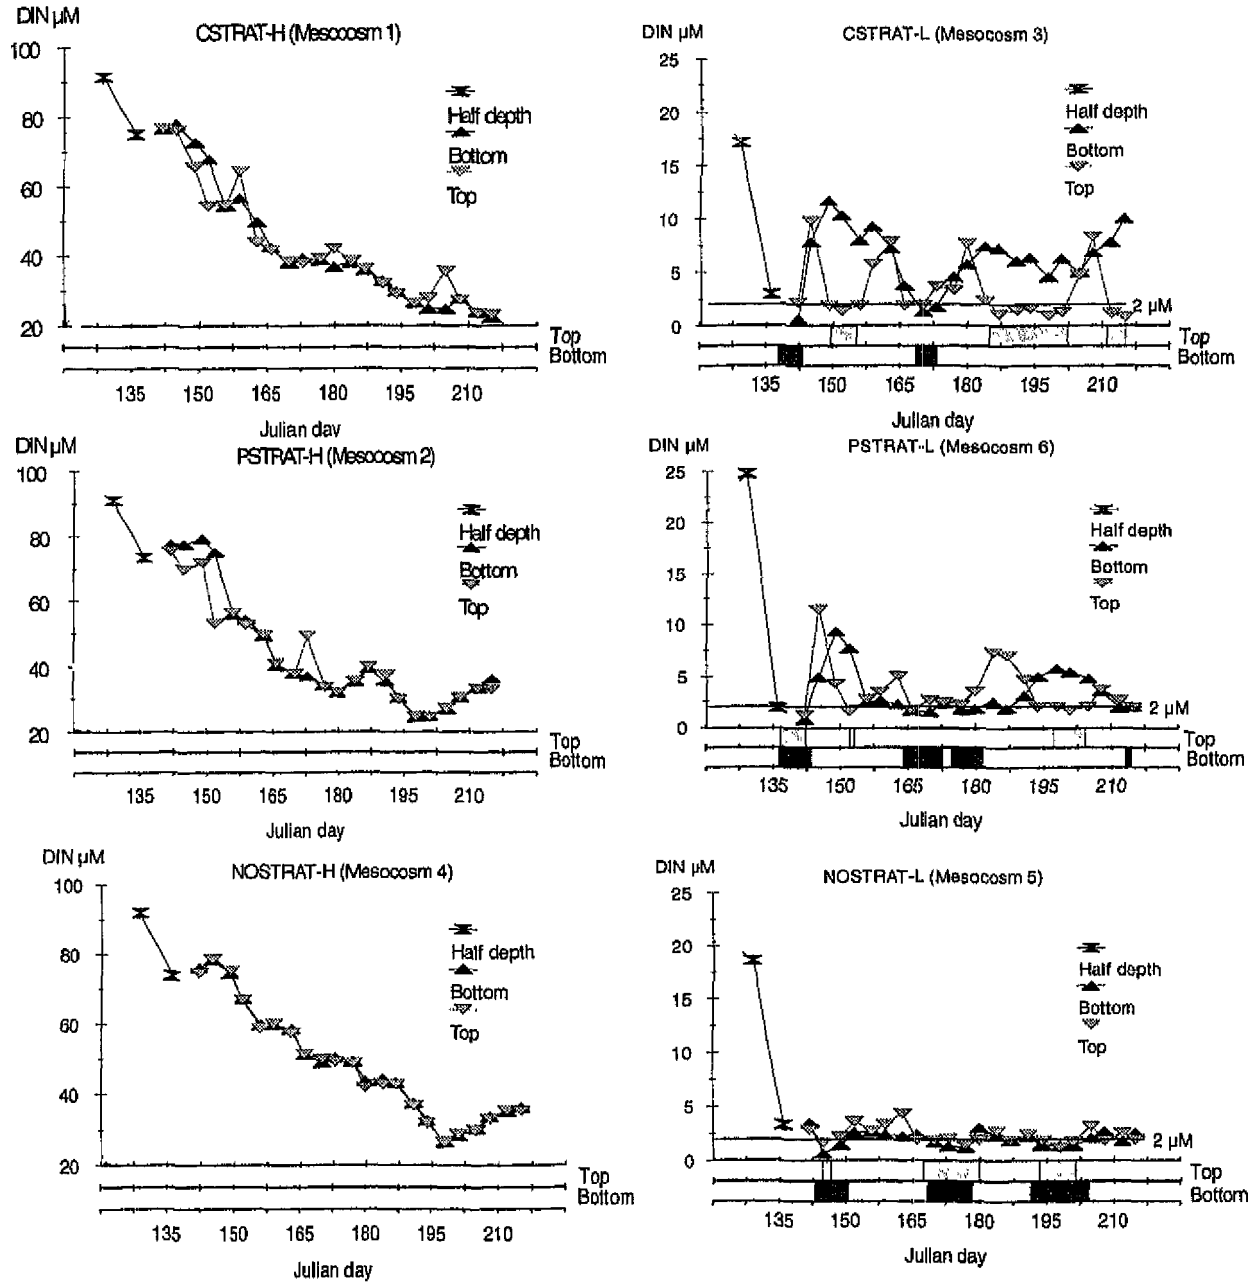 DIN µM
CSTRAT-H (Mesocosm 1)
100
80
60
40
20
Half depth
Bottom
Top
Top
Bottom
135 150 165 180 195 210
Julian day
DIN µM
CSTRAT-L (Mesocosm 3)
25
20
15
10
5
0
Half depth
Bottom
Top
2 µM
Top
Bottom
135 150 165 180 195 210
Julian day
DIN µM
PSTRAT-H (Mesocosm 2)
100
80
60
40
20
Half depth
Bottom
Top
Top
Bottom
135 150 165 180 195 210
Julian day
DIN µM
PSTRAT-L (Mesocosm 6)
25
20
15
10
5
0
Half depth
Bottom
Top
2 µM
Top
Bottom
135 150 165 180 195 210
Julian day
DIN µM
NOSTRAT-H (Mesocosm 4)
100
80
60
40
20
Half depth
Bottom
Top
Top
Bottom
135 150 165 180 195 210
Julian day
DIN µM
NOSTRAT-L (Mesocosm 5)
25
20
15
10
5
0
Half depth
Bottom
Top
2 µM
Top
Bottom
135 150 165 180 195 210
Julian day